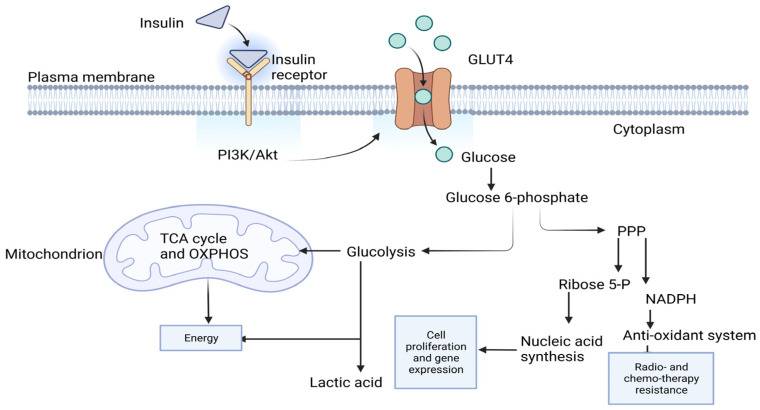 Insulin
Insulin
receptor
GLUT4
Plasma membrane
Cytoplasm
PI3K/Akt
Glucose
Glucose 6-phosphate
TCA cycle
and OXPHOS
Mitochondrion
Glucolysis
PPP
Ribose 5-P
NADPH
Energy
Cell
proliferation
and gene
expression
Nucleic acid
synthesis
Anti-oxidant system
Lactic acid
Radio- and
chemo-therapy
resistance